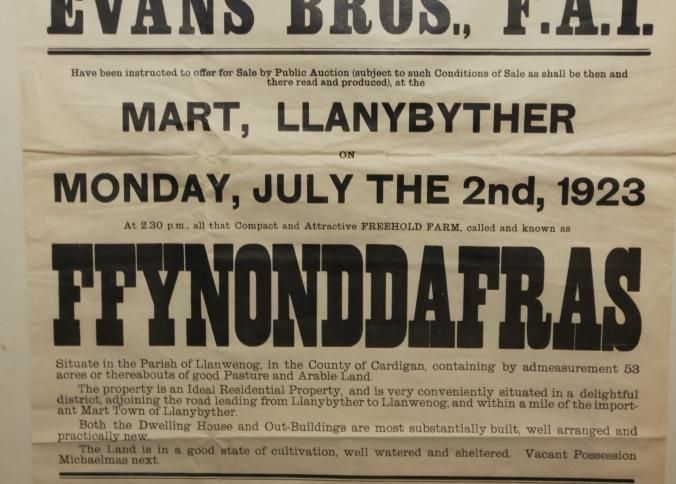 EVANS BROS., F.A.I.
Have been instructed to offer for Sale by Public Auction (subject to such Conditions of Sale as shall be then and
there read and produced), at the
MART, LLANYBYTHER
ON
MONDAY, JULY THE 2nd, 1923
At 2.30 p.m., all that Compact and Attractive FREEHOLD FARM, called and known as
FFYNONDDAFRAS
Situate in the Parish of Llanwenog, in the County of Cardigan, containing by admeasurement 53
acres or thereabouts of good Pasture and Arable Land.
The property is an Ideal Residential Property, and is very conveniently situated in a delightful
district, adjoining the road leading from Llanybyther to Llanwenog, and within a mile of the import-
ant Mart Town of Llanybyther.
Both the Dwelling House and Out-Buildings are most substantially built, well arranged and
practically new.
The Land is in a good state of cultivation, well watered and sheltered. Vacant Possession
Michaelmas next.